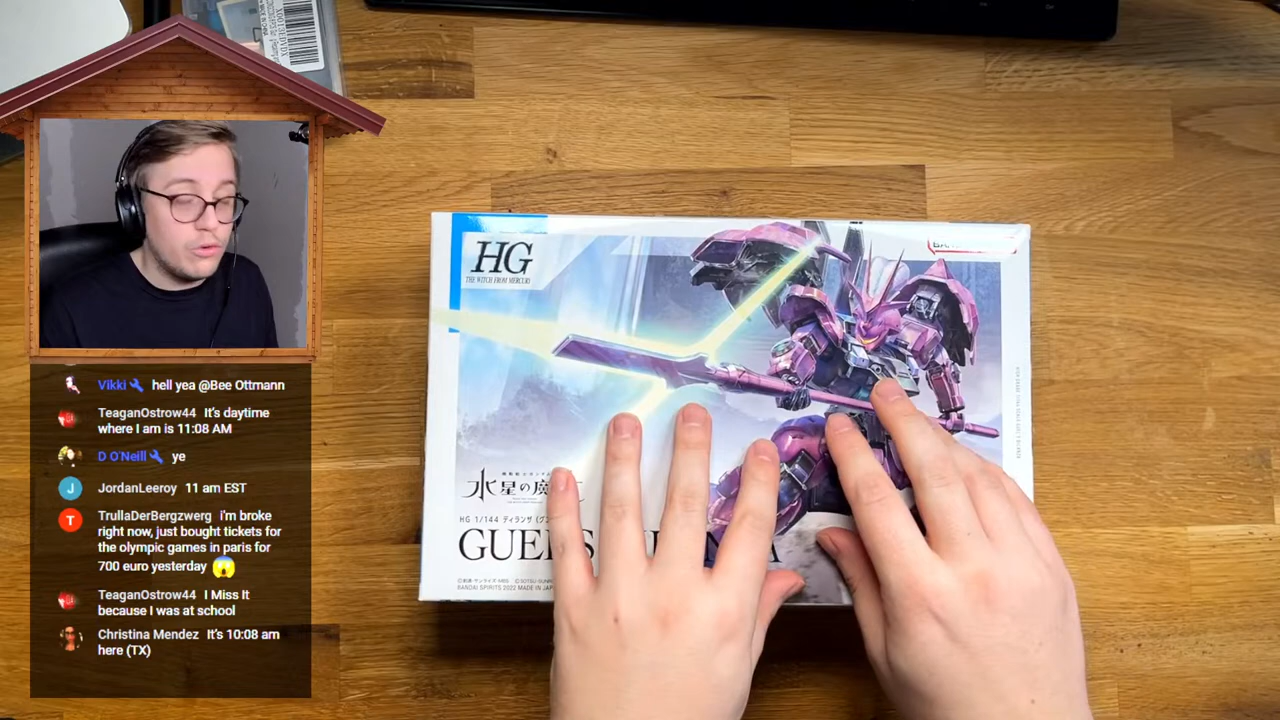 Vikki hell yea @Bee Ottmann
TeaganOstrow44 It's daytime
where I am is 11:08 AM
D O'Neill ye
JordanLeeroy 11 am EST
TrullaDerBergzwerg i'm broke
right now, just bought tickets for
the olympic games in paris for
700 euro yesterday 😱
TeaganOstrow44 I Miss It
because I was at school
Christina Mendez It's 10:08 am
here (TX)
HG
THE WITCH FROM MERCURY
水星の魔
HG 1/144 ディランザ
GUEL
BANDAI SPIRITS 2022 MADE IN